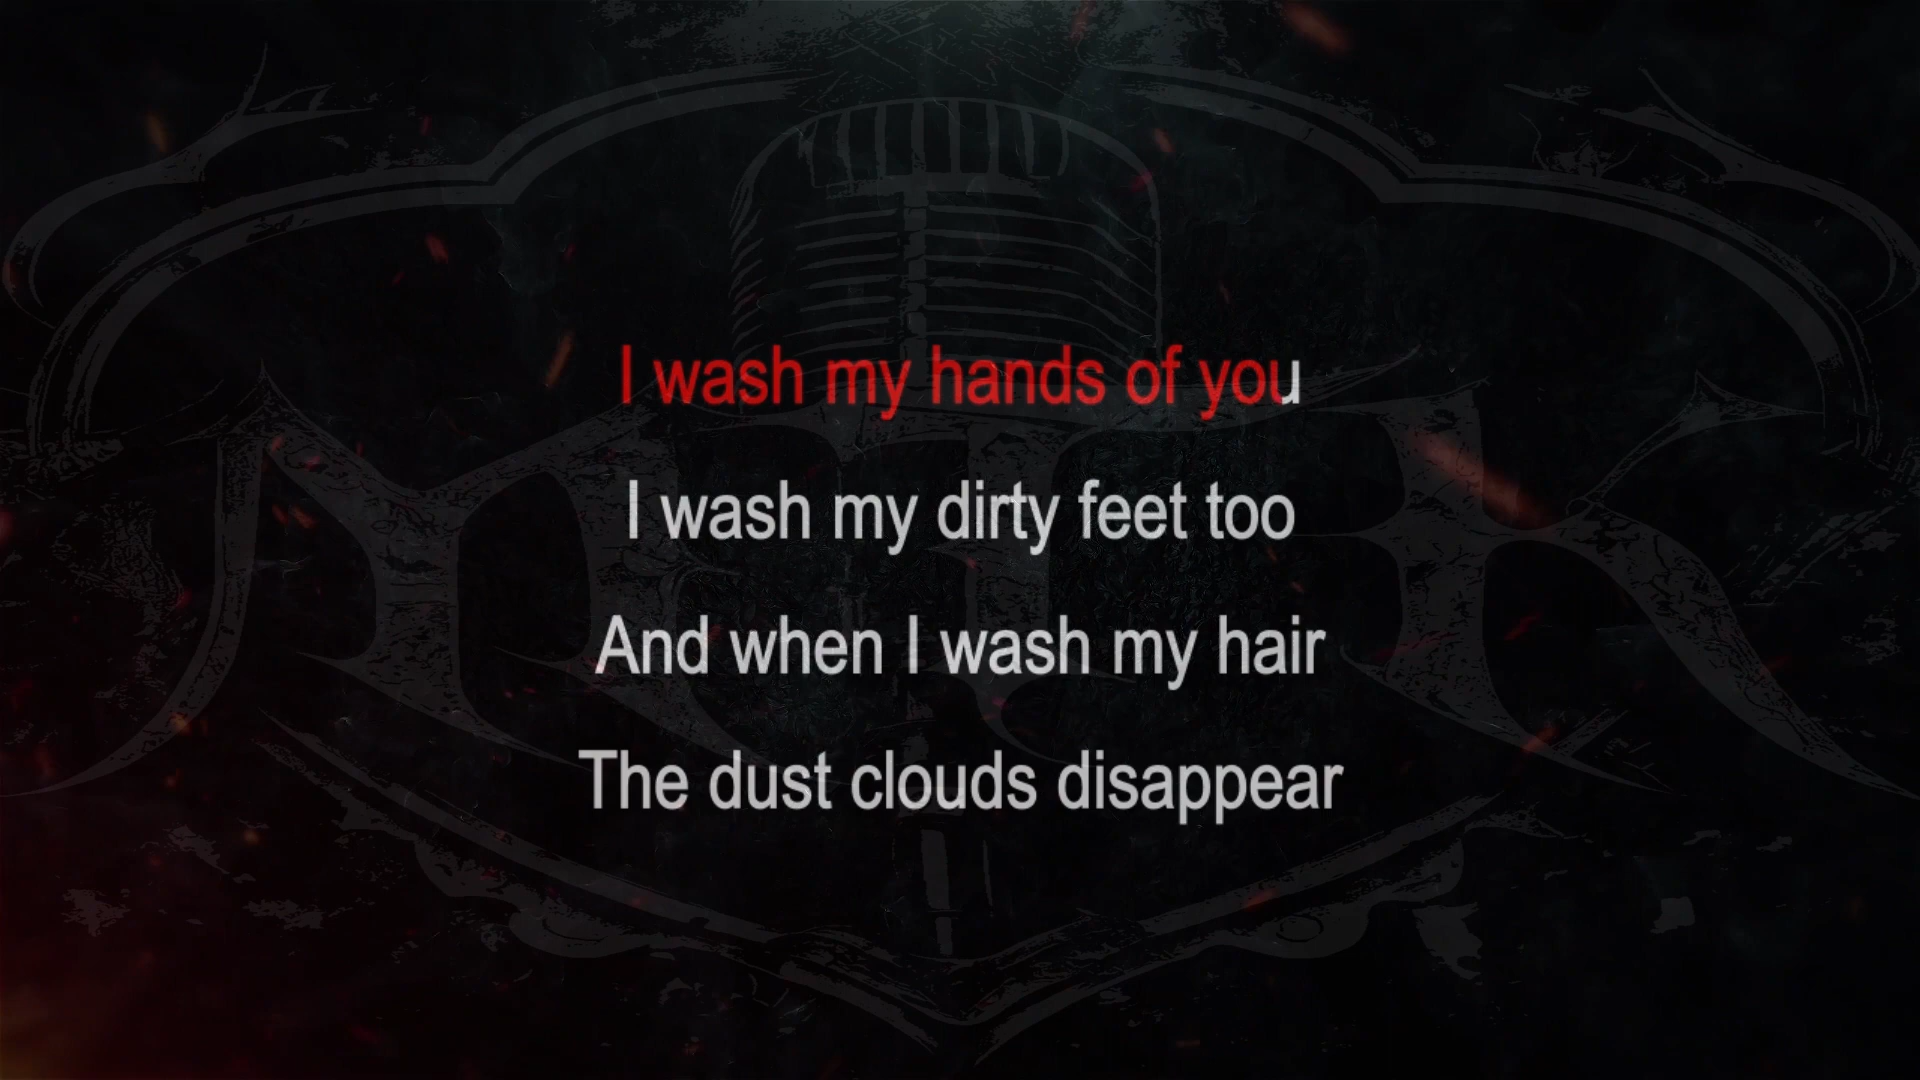 I wash my hands of you
I wash my dirty feet too
And when I wash my hair
The dust clouds disappear
MTK